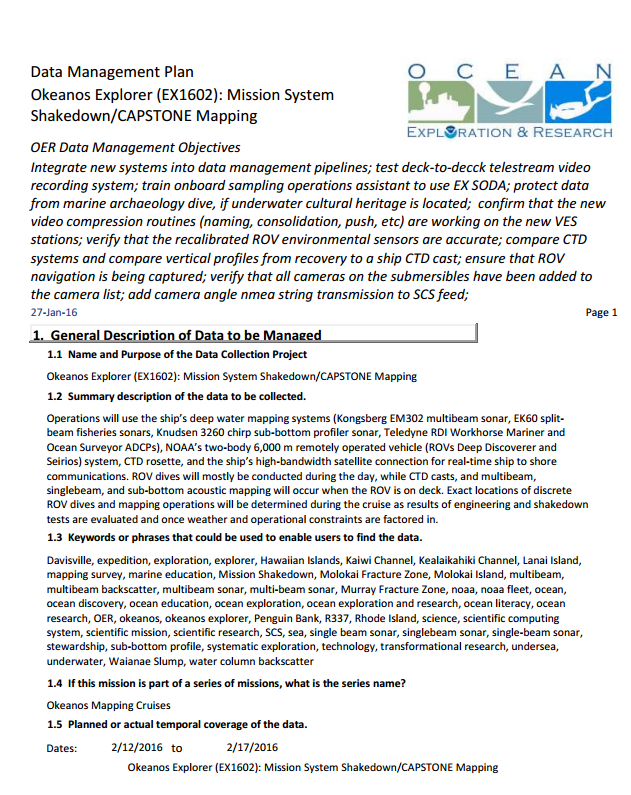 Data Management Plan
Okeanos Explorer (EX1602): Mission System
Shakedown/CAPSTONE Mapping
O C E A N
EXPLORATION & RESEARCH
OER Data Management Objectives
Integrate new systems into data management pipelines; test deck-to-decck telestream video
recording system; train onboard sampling operations assistant to use EX SODA; protect data
from marine archaeology dive, if underwater cultural heritage is located;  confirm that the new
video compression routines (naming, consolidation, push, etc) are working on the new VES
stations; verify that the recalibrated ROV environmental sensors are accurate; compare CTD
systems and compare vertical profiles from recovery to a ship CTD cast; ensure that ROV
navigation is being captured; verify that all cameras on the submersibles have been added to
the camera list; add camera angle nmea string transmission to SCS feed;
27-Jan-16 Page 1
1. General Description of Data to be Managed
1.1 Name and Purpose of the Data Collection Project
Okeanos Explorer (EX1602): Mission System Shakedown/CAPSTONE Mapping
1.2 Summary description of the data to be collected.
Operations will use the ship's deep water mapping systems (Kongsberg EM302 multibeam sonar, EK60 split-
beam fisheries sonars, Knudsen 3260 chirp sub-bottom profiler sonar, Teledyne RDI Workhorse Mariner and
Ocean Surveyor ADCPs), NOAA's two-body 6,000 m remotely operated vehicle (ROVs Deep Discoverer and
Seirios) system, CTD rosette, and the ship's high-bandwidth satellite connection for real-time ship to shore
communications. ROV dives will mostly be conducted during the day, while CTD casts, and multibeam,
singlebeam, and sub-bottom acoustic mapping will occur when the ROV is on deck. Exact locations of discrete
ROV dives and mapping operations will be determined during the cruise as results of engineering and shakedown
tests are evaluated and once weather and operational constraints are factored in.
1.3 Keywords or phrases that could be used to enable users to find the data.
Davisville, expedition, exploration, explorer, Hawaiian Islands, Kaiwi Channel, Kealaikahiki Channel, Lanai Island,
mapping survey, marine education, Mission Shakedown, Molokai Fracture Zone, Molokai Island, multibeam,
multibeam backscatter, multibeam sonar, multi-beam sonar, Murray Fracture Zone, noaa, noaa fleet, ocean,
ocean discovery, ocean education, ocean exploration, ocean exploration and research, ocean literacy, ocean
research, OER, okeanos, okeanos explorer, Penguin Bank, R337, Rhode Island, science, scientific computing
system, scientific mission, scientific research, SCS, sea, single beam sonar, singlebeam sonar, single-beam sonar,
stewardship, sub-bottom profile, systematic exploration, technology, transformational research, undersea,
underwater, Waianae Slump, water column backscatter
1.4 If this mission is part of a series of missions, what is the series name?
Okeanos Mapping Cruises
1.5 Planned or actual temporal coverage of the data.
Dates: 2/12/2016 to 2/17/2016
Okeanos Explorer (EX1602): Mission System Shakedown/CAPSTONE Mapping